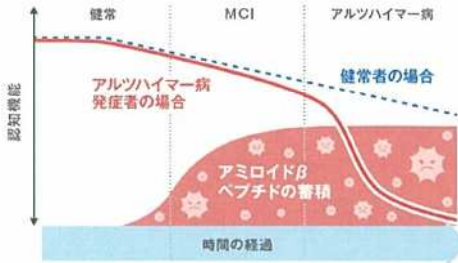 健常
MCI
アルツハイマー病
認知機能
健常者の場合
アルツハイマー病
発症者の場合
アミロイドβ
ペプチドの蓄積
時間の経過